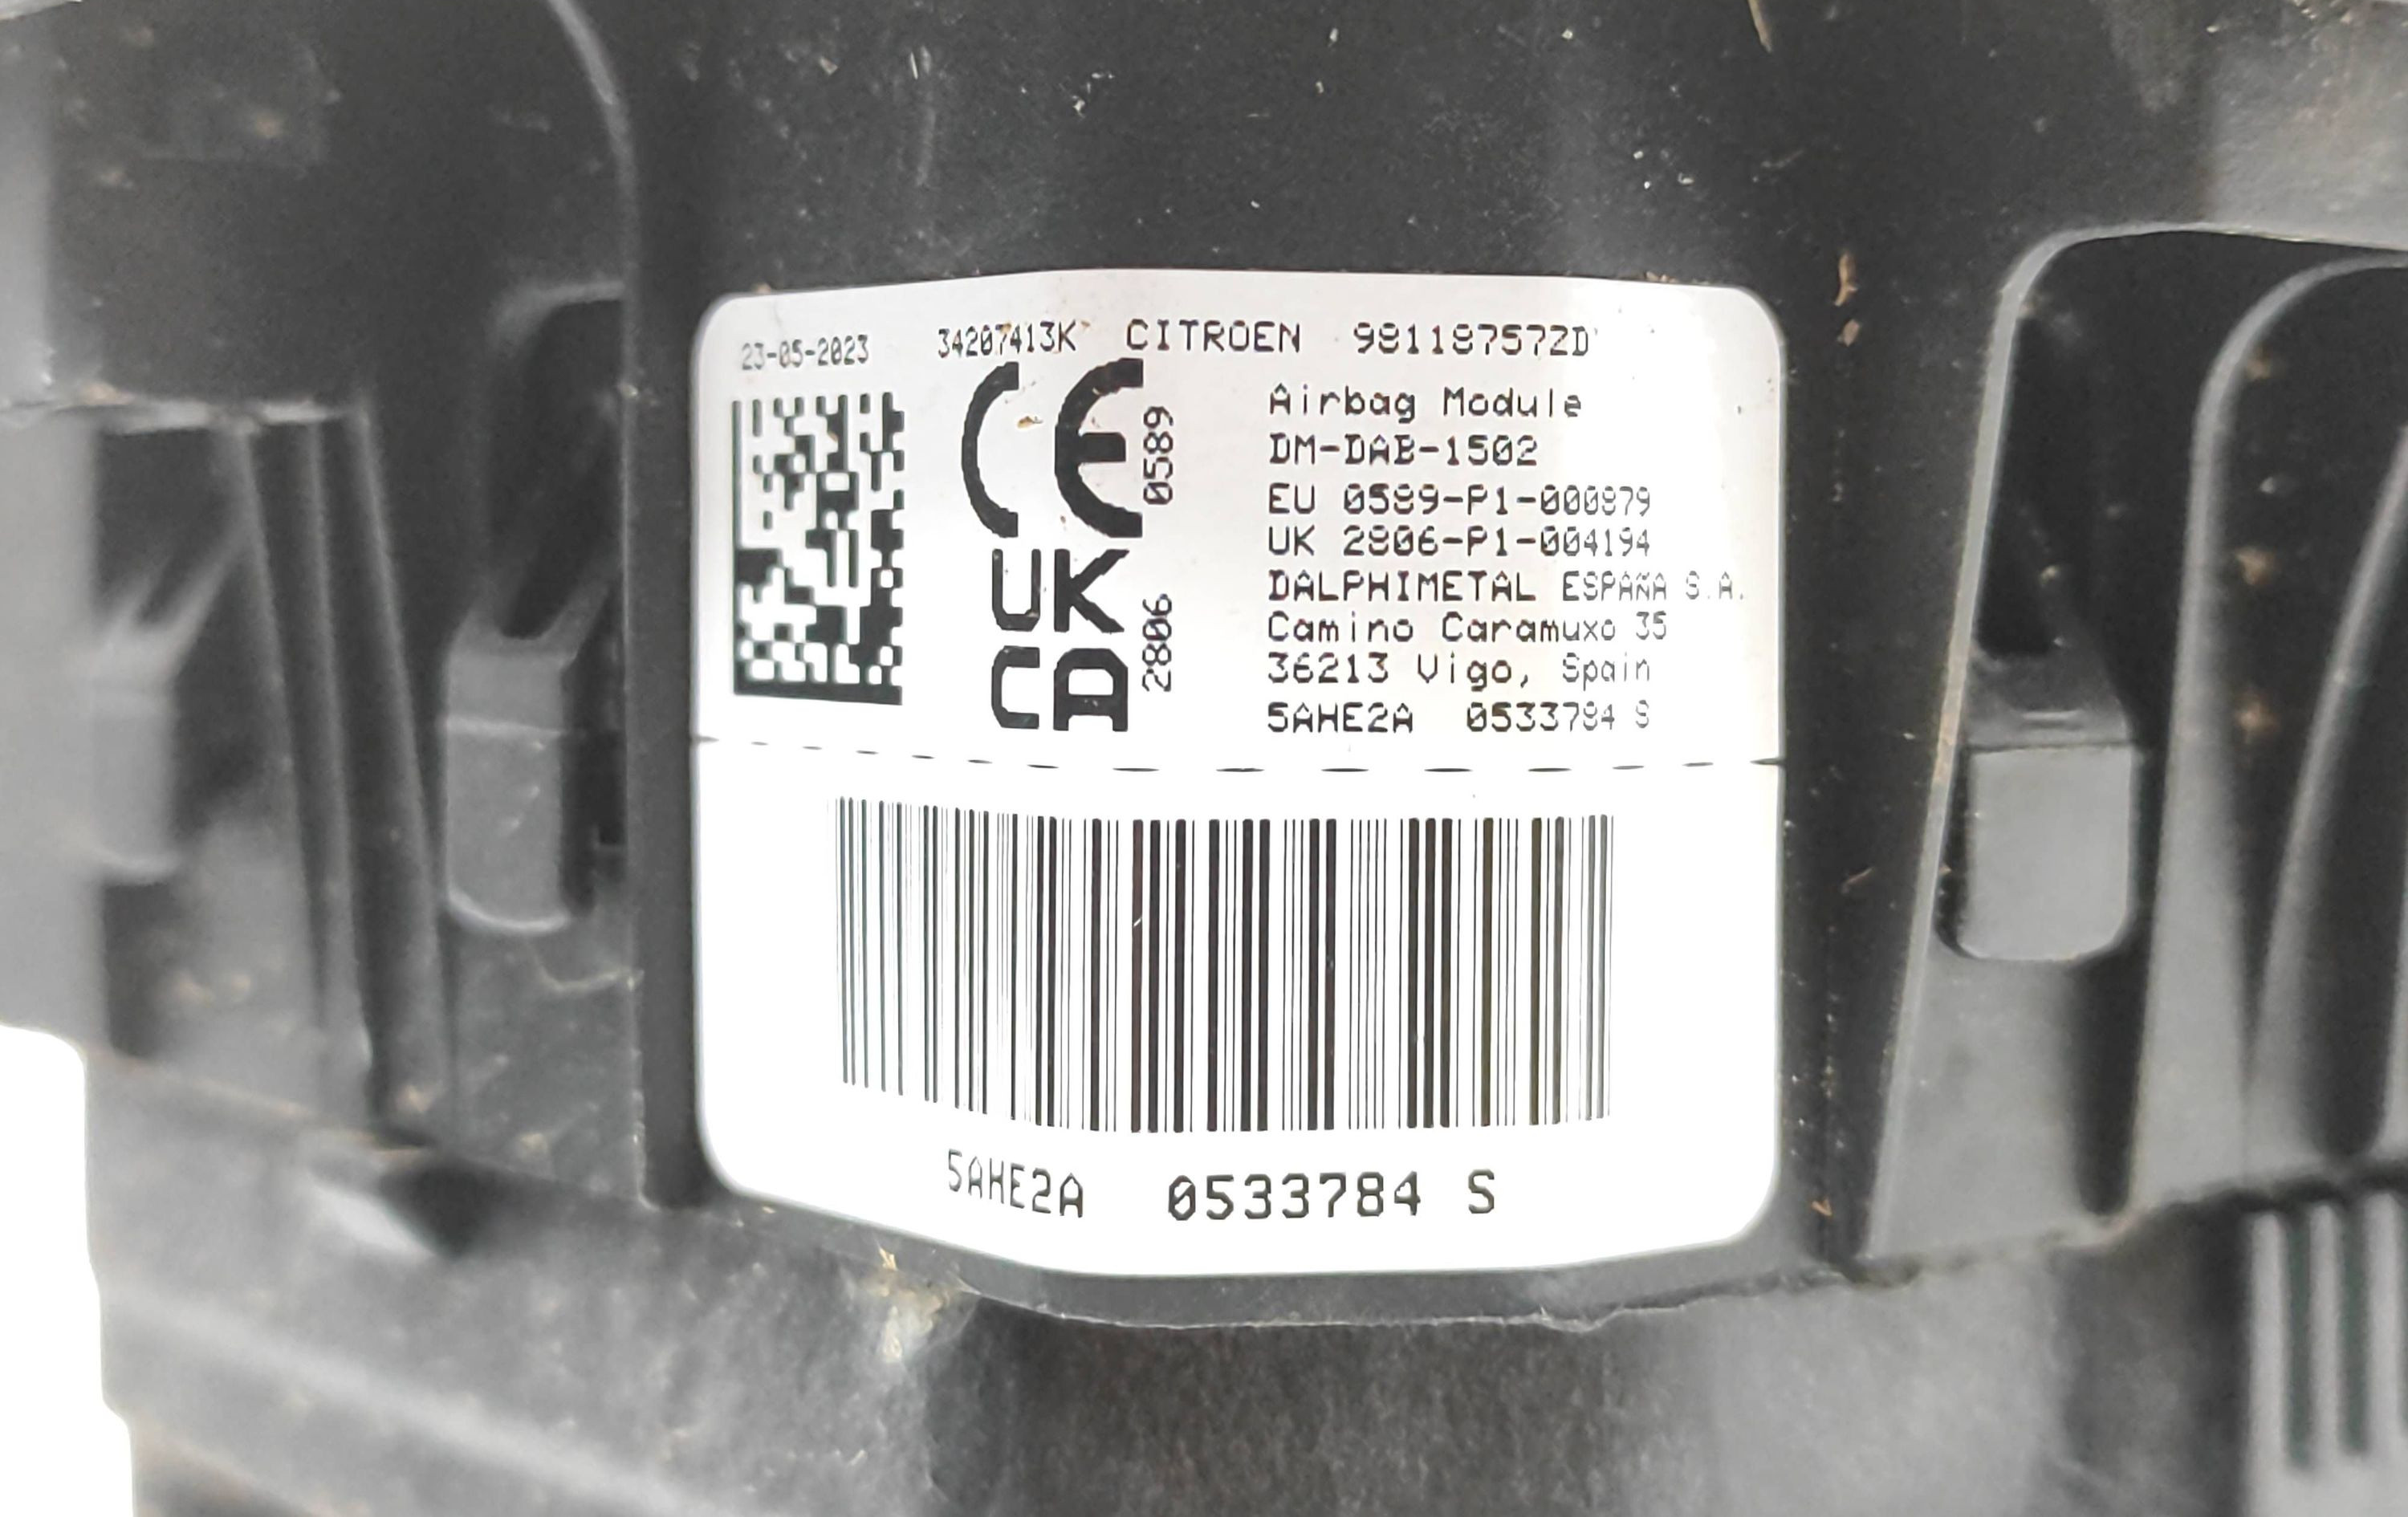 23-05-2023 34207413K CITROEN 981187572D
CE 0589
UK
CA 2806
Airbag Module
DM-DAB-1502
EU 0589-P1-000879
UK 2806-P1-004194
DALPHIMETAL ESPAÑA S.A.
Camino Caramuxo 35
36213 Vigo, Spain
5AHE2A 0533784 S
5AHE2A 0533784 S